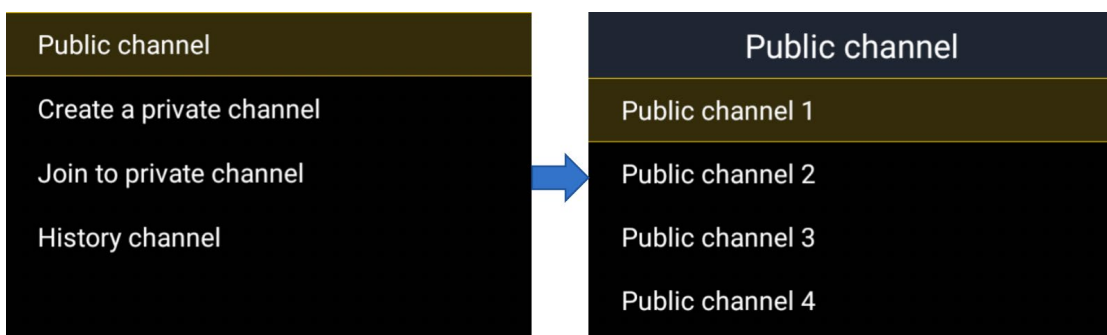 Public channel
Create a private channel
Join to private channel
History channel
Public channel
Public channel 1
Public channel 2
Public channel 3
Public channel 4